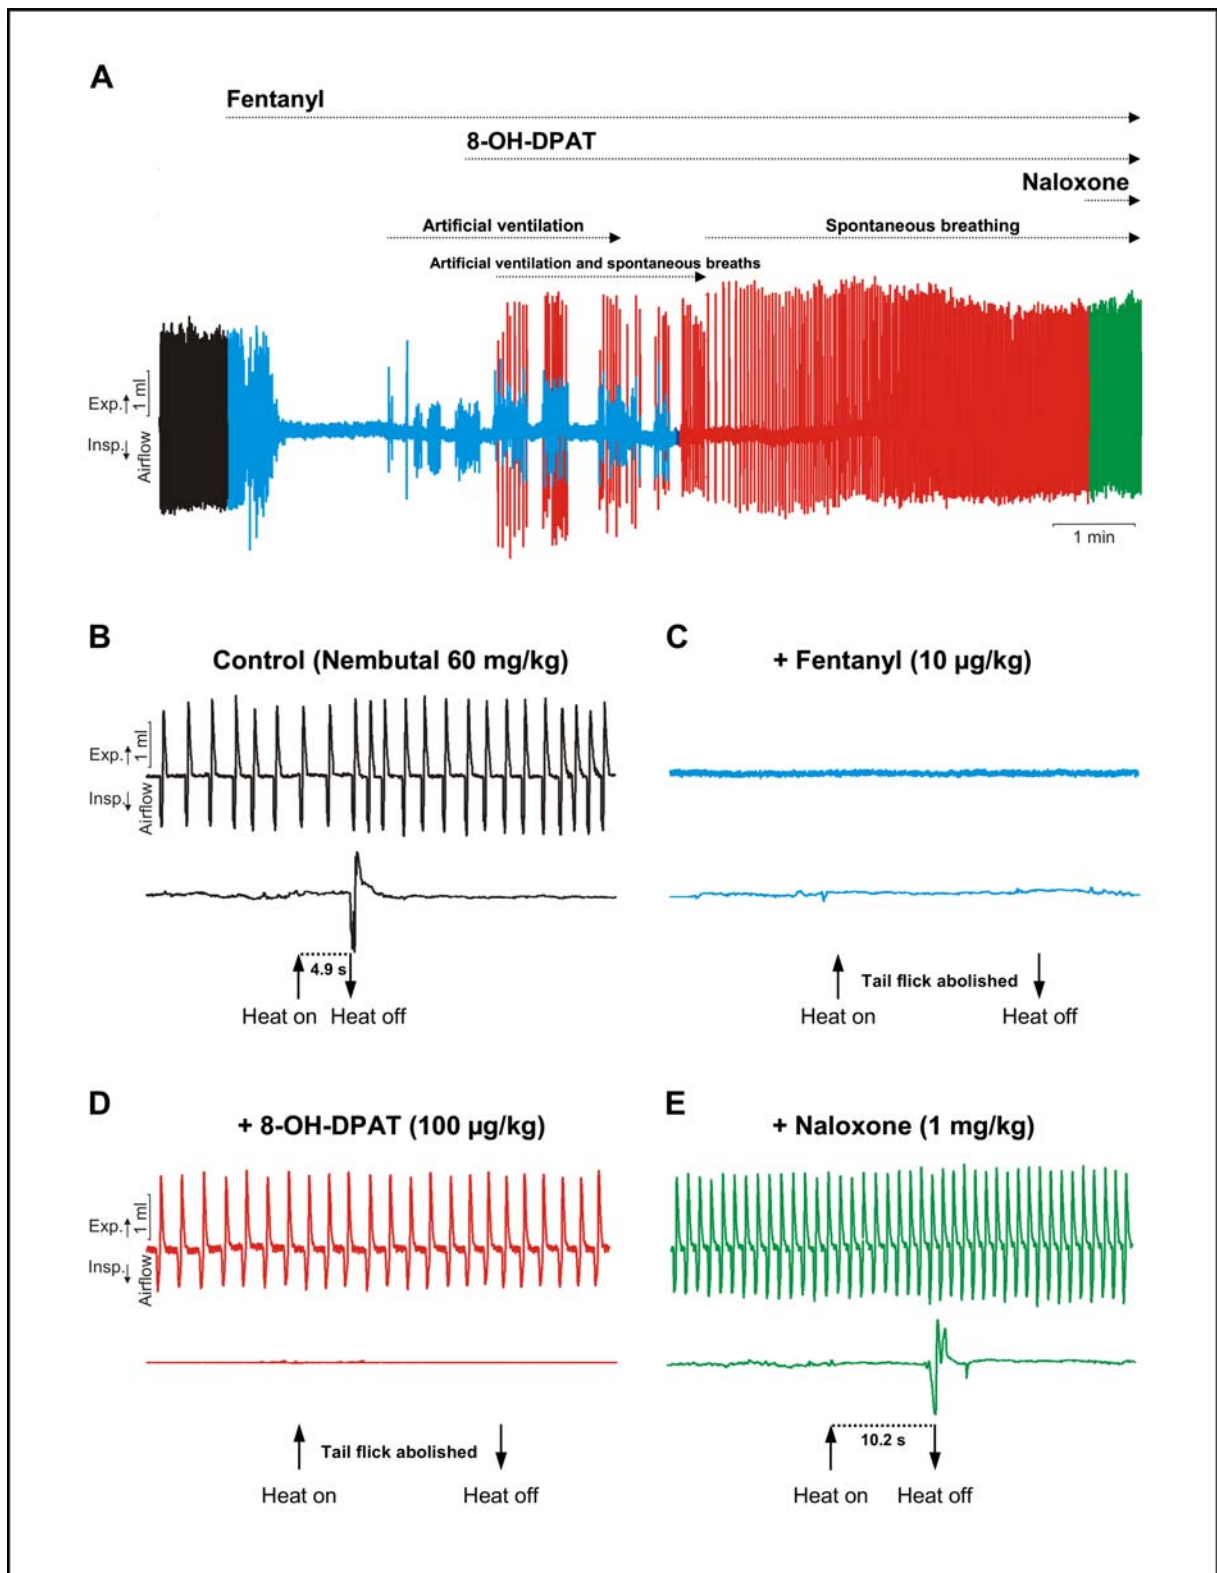 A
Fentanyl
8-OH-DPAT
Naloxone
Artificial ventilation
Spontaneous breathing
Artificial ventilation and spontaneous breaths
Exp.↑
1 ml
Insp.↓
Airflow
1 min
B
Control (Nembutal 60 mg/kg)
Exp.↑
1 ml
Insp.↓
Airflow
4.9 s
Heat on Heat off
C
+ Fentanyl (10 µg/kg)
Tail flick abolished
Heat on Heat off
D
+ 8-OH-DPAT (100 µg/kg)
Exp.↑
1 ml
Insp.↓
Airflow
Tail flick abolished
Heat on Heat off
E
+ Naloxone (1 mg/kg)
10.2 s
Heat on Heat off